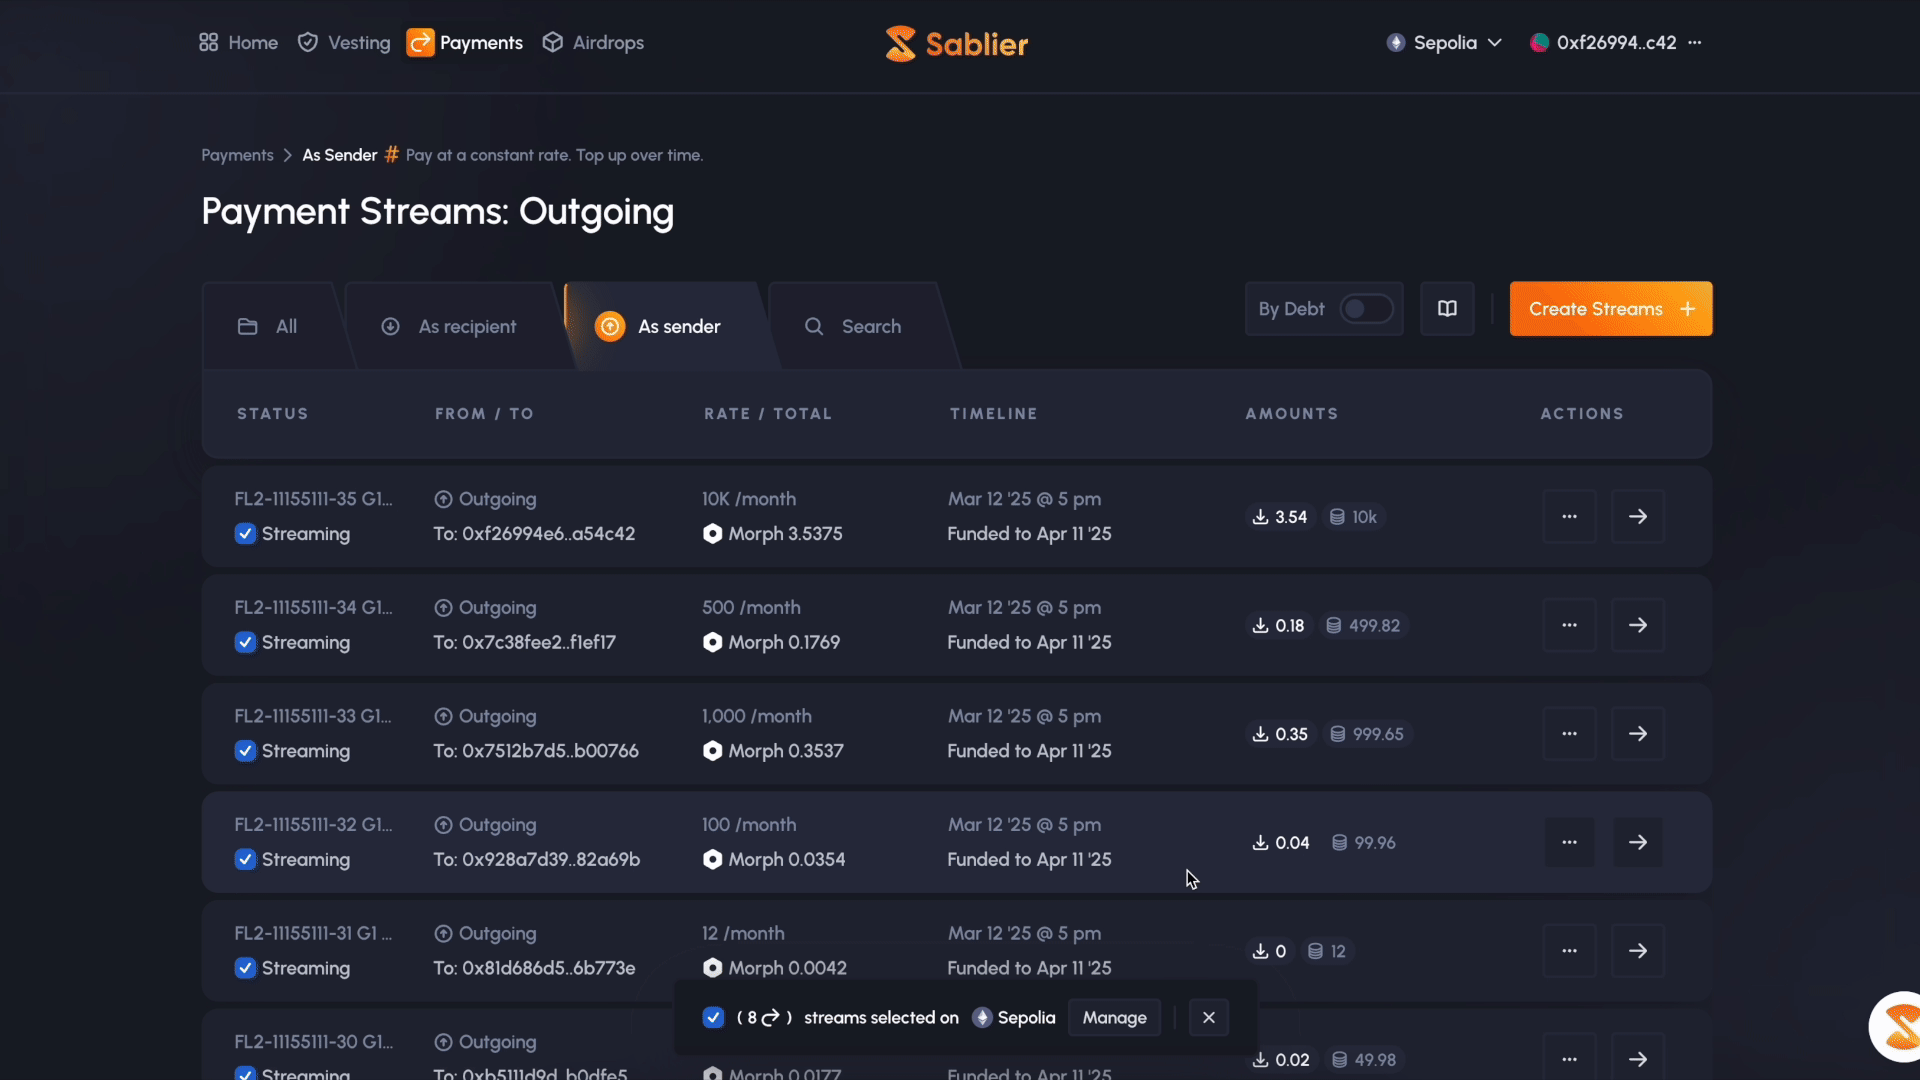 Home Vesting Payments Airdrops Sablier Sepolia 0xf26994..c42 ···
Payments > As Sender # Pay at a constant rate. Top up over time.
Payment Streams: Outgoing
All As recipient As sender Search By Debt Create Streams +
STATUS FROM / TO RATE / TOTAL TIMELINE AMOUNTS ACTIONS
FL2-11155111-35 G1... Outgoing 10K /month Mar 12 '25 @ 5 pm
3.54 10k ···
Streaming To: 0xf26994e6..a54c42 Morph 3.5375 Funded to Apr 11 '25
FL2-11155111-34 G1... Outgoing 500 /month Mar 12 '25 @ 5 pm
0.18 499.82 ···
Streaming To: 0x7c38fee2..f1ef17 Morph 0.1769 Funded to Apr 11 '25
FL2-11155111-33 G1... Outgoing 1,000 /month Mar 12 '25 @ 5 pm
0.35 999.65 ···
Streaming To: 0x7512b7d5..b00766 Morph 0.3537 Funded to Apr 11 '25
FL2-11155111-32 G1... Outgoing 100 /month Mar 12 '25 @ 5 pm
0.04 99.96 ···
Streaming To: 0x928a7d39..82a69b Morph 0.0354 Funded to Apr 11 '25
FL2-11155111-31 G1 ... Outgoing 12 /month Mar 12 '25 @ 5 pm
0 12 ···
Streaming To: 0x81d686d5..6b773e Morph 0.0042 Funded to Apr 11 '25
( 8 ) streams selected on Sepolia Manage
FL2-11155111-30 G1... Outgoing
0.02 49.98 ···
Streaming To: 0xb5111d9d..b0dfe5 Morph 0.0177 Funded to Apr 11 '25